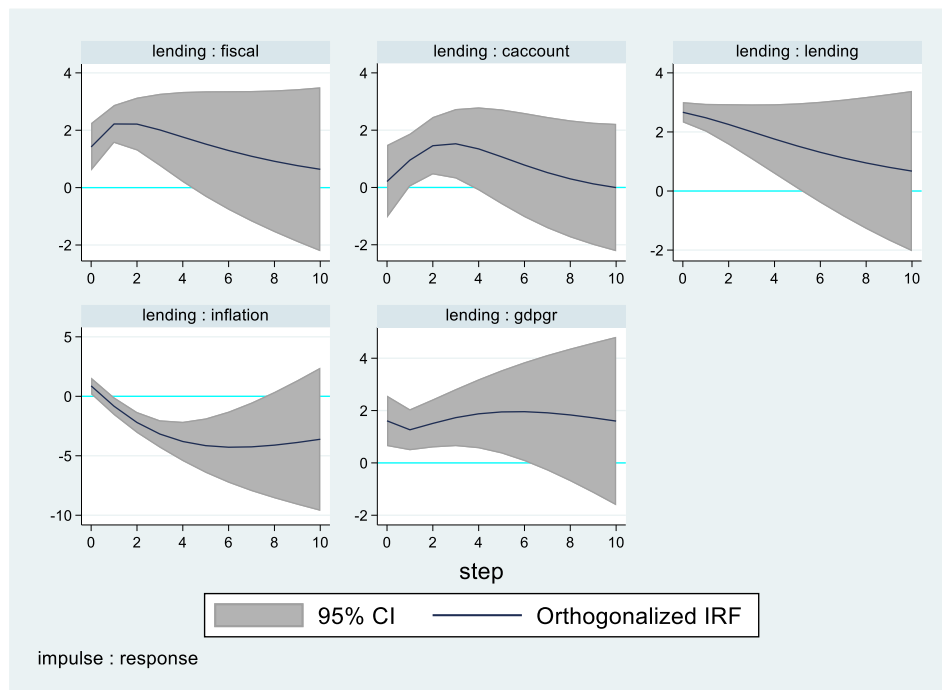 lending : fiscal
4
2
0
-2
0 2 4 6 8 10
lending : caccount
4
2
0
-2
0 2 4 6 8 10
lending : lending
4
2
0
-2
0 2 4 6 8 10
lending : inflation
5
0
-5
-10
0 2 4 6 8 10
lending : gdpgr
4
2
0
-2
0 2 4 6 8 10
step
95% CI Orthogonalized IRF
impulse : response